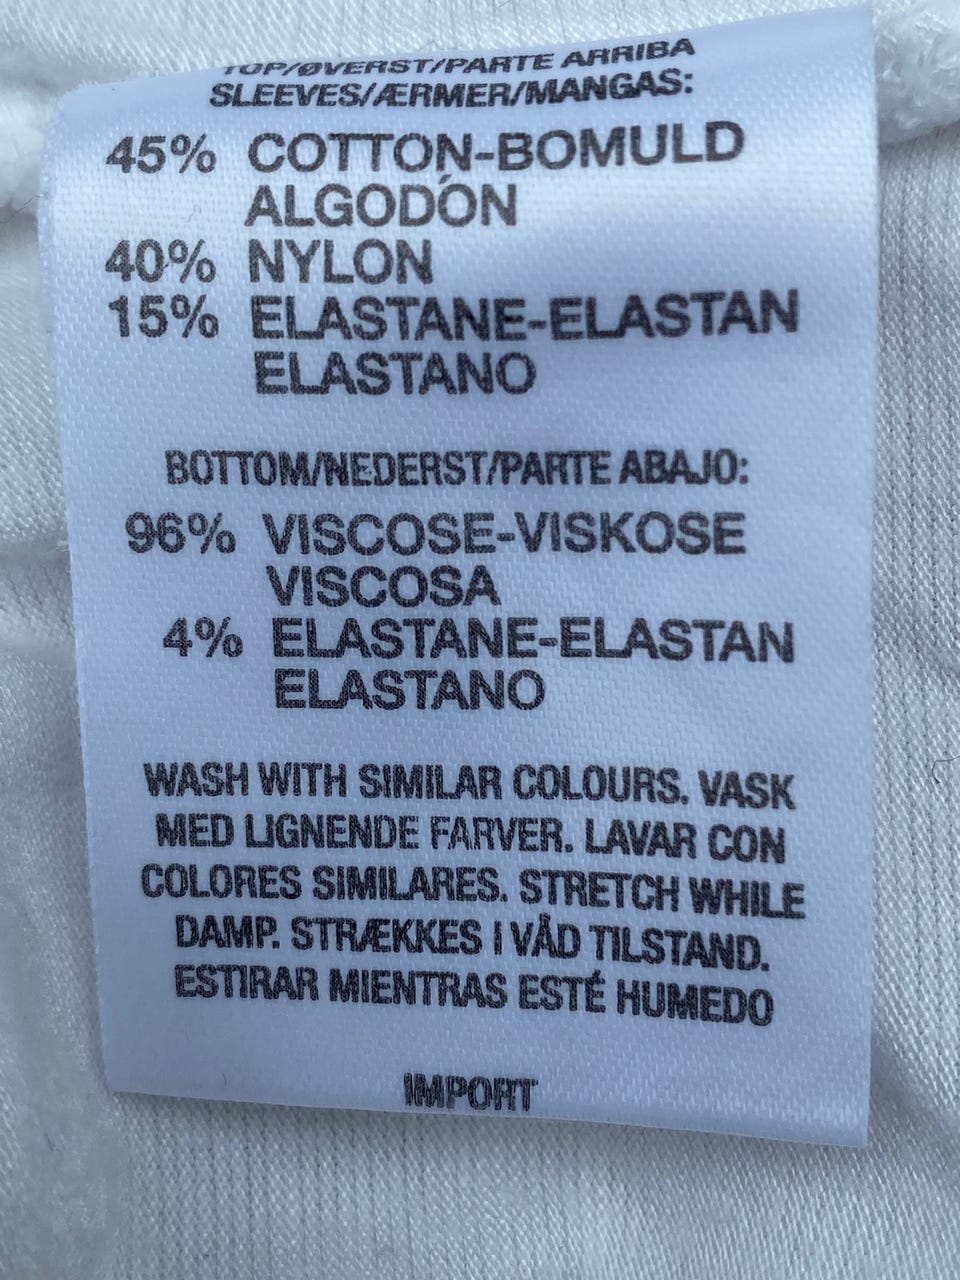 TOP/ØVERST/PARTE ARRIBA
SLEEVES/ÆRMER/MANGAS:
45% COTTON-BOMULD
ALGODÓN
40% NYLON
15% ELASTANE-ELASTAN
ELASTANO
BOTTOM/NEDERST/PARTE ABAJO:
96% VISCOSE-VISKOSE
VISCOSA
4% ELASTANE-ELASTAN
ELASTANO
WASH WITH SIMILAR COLOURS. VASK
MED LIGNENDE FARVER. LAVAR CON
COLORES SIMILARES. STRETCH WHILE
DAMP. STRÆKKES I VÅD TILSTAND.
ESTIRAR MIENTRAS ESTÉ HUMEDO
IMPORT